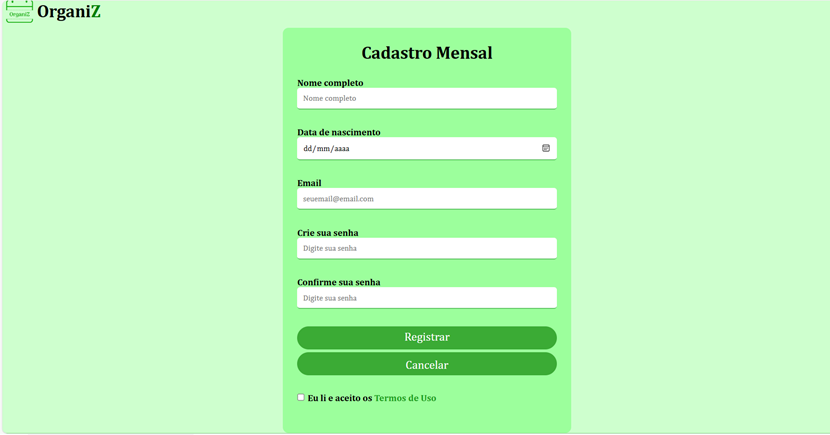 OrganiZ
OrganiZ
Cadastro Mensal
Nome completo
Nome completo
Data de nascimento
dd/mm/aaaa
Email
seuemail@email.com
Crie sua senha
Digite sua senha
Confirme sua senha
Digite sua senha
Registrar
Cancelar
Eu li e aceito os Termos de Uso